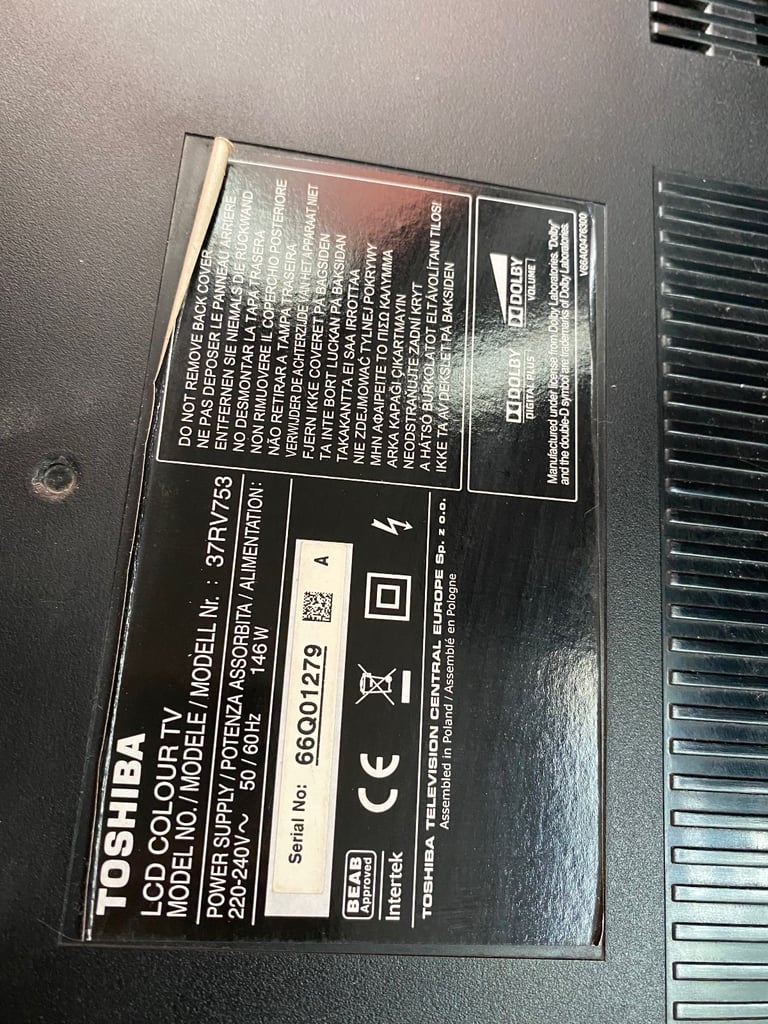 TOSHIBA
LCD COLOUR TV
MODEL NO. / MODELE / MODELL Nr. : 37RV753
POWER SUPPLY / POTENZA ASSORBITA / ALIMENTATION:
220-240V~ 50 / 60 Hz 146 W
Serial No: 66Q01279 A
BEAB
Approved
Intertek
CE
TOSHIBA TELEVISION CENTRAL EUROPE Sp. z o.o.
Assembled in Poland / Assemblé en Pologne
DO NOT REMOVE BACK COVER
NE PAS DEPOSER LE PANNEAU ARRIERE
ENTFERNEN SIE NIEMALS DIE RÜCKWAND
NO DESMONTAR LA TAPA TRASERA
NON RIMUOVERE IL COPERCHIO POSTERIORE
NÃO RETIRAR A TAMPA TRASEIRA
VERWIJDER DE ACHTERZIJDE VAN HET APPARAAT NIET
FJERN IKKE COVERET PÅ BAGSIDEN
TA INTE BORT LUCKAN PÅ BAKSIDAN
TAKAKANTTA EI SAA IRROTTAA
NIE ZDEJMOWAĆ TYLNEJ POKRYWY
ΜΗΝ ΑΦΑΙΡΕΙΤΕ ΤΟ ΠΙΣΩ ΚΑΛΥΜΜΑ
ARKA KAPAĞI ÇIKARTMAYIN
NEODSTRAŇUJTE ZADNÍ KRYT
A HÁTSÓ BURKOLATOT ELTÁVOLÍTANI TILOS!
IKKE TA AV DEKSLET PÅ BAKSIDEN
DOLBY
DIGITAL PLUS
DOLBY
VOLUME
Manufactured under license from Dolby Laboratories. "Dolby"
and the double-D symbol are trademarks of Dolby Laboratories.
V66A00476300